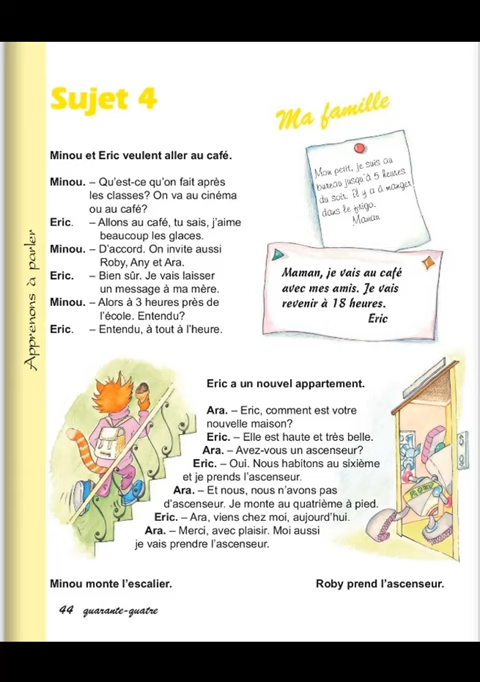 Sujet 4
Ma famille
Minou et Eric veulent aller au café.
Minou. – Qu'est-ce qu'on fait après
les classes? On va au cinéma
ou au café?
Eric. – Allons au café, tu sais, j'aime
beaucoup les glaces.
Minou. – D'accord. On invite aussi
Roby, Any et Ara.
Eric. – Bien sûr. Je vais laisser
un message à ma mère.
Minou. – Alors à 3 heures près de
l'école. Entendu?
Eric. – Entendu, à tout à l'heure.
Mon petit, je suis au
bureau jusqu'à 5 heures
du soir, il y a à manger
dans le frigo.
Maman
Maman, je vais au café
avec mes amis. Je vais
revenir à 18 heures.
Eric
Apprenons à parler
Eric a un nouvel appartement.
Ara. – Eric, comment est votre
nouvelle maison?
Eric. – Elle est haute et très belle.
Ara. – Avez-vous un ascenseur?
Eric. – Oui. Nous habitons au sixième
et je prends l'ascenseur.
Ara. – Et nous, nous n'avons pas
d'ascenseur. Je monte au quatrième à pied.
Eric. – Ara, viens chez moi, aujourd'hui.
Ara. – Merci, avec plaisir. Moi aussi
je vais prendre l'ascenseur.
Minou monte l'escalier.
Roby prend l'ascenseur.
44 quarante-quatre